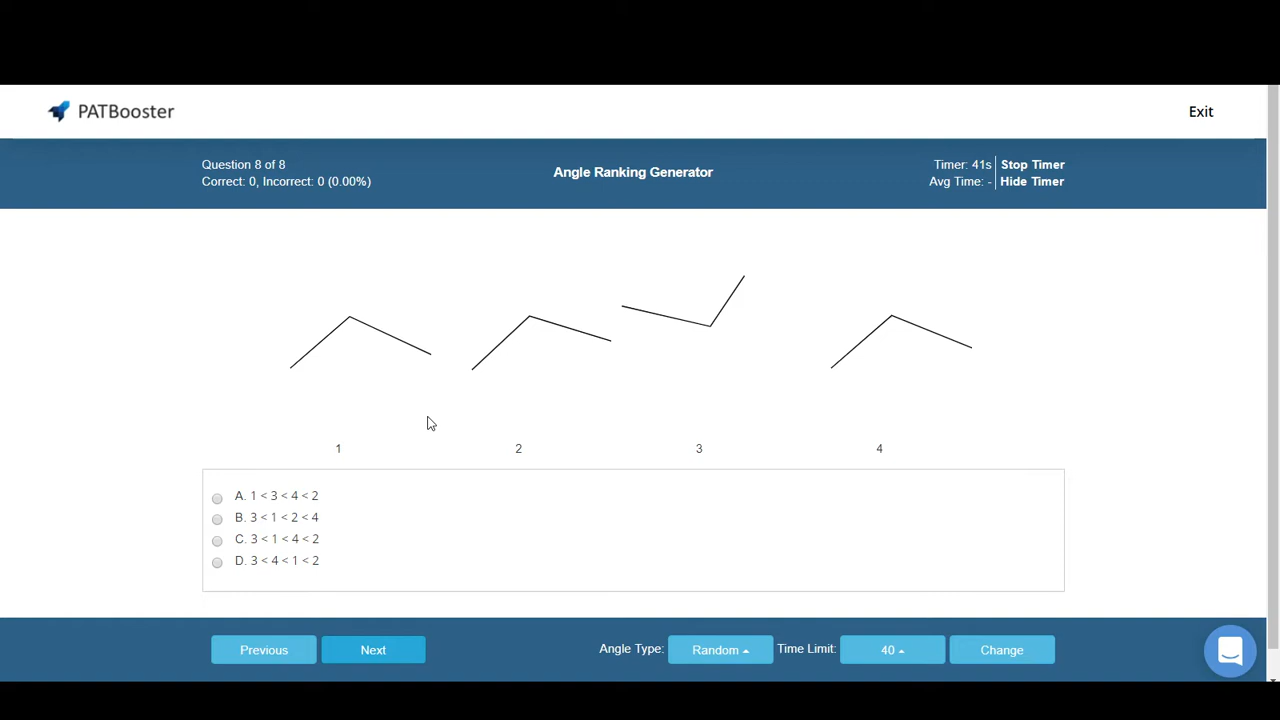 PATBooster
Exit
Question 8 of 8
Correct: 0, Incorrect: 0 (0.00%)
Angle Ranking Generator
Timer: 41s Stop Timer
Avg Time: - Hide Timer
1 2 3 4
A. 1 < 3 < 4 < 2
B. 3 < 1 < 2 < 4
C. 3 < 1 < 4 < 2
D. 3 < 4 < 1 < 2
Previous Next Angle Type: Random Time Limit: 40 Change